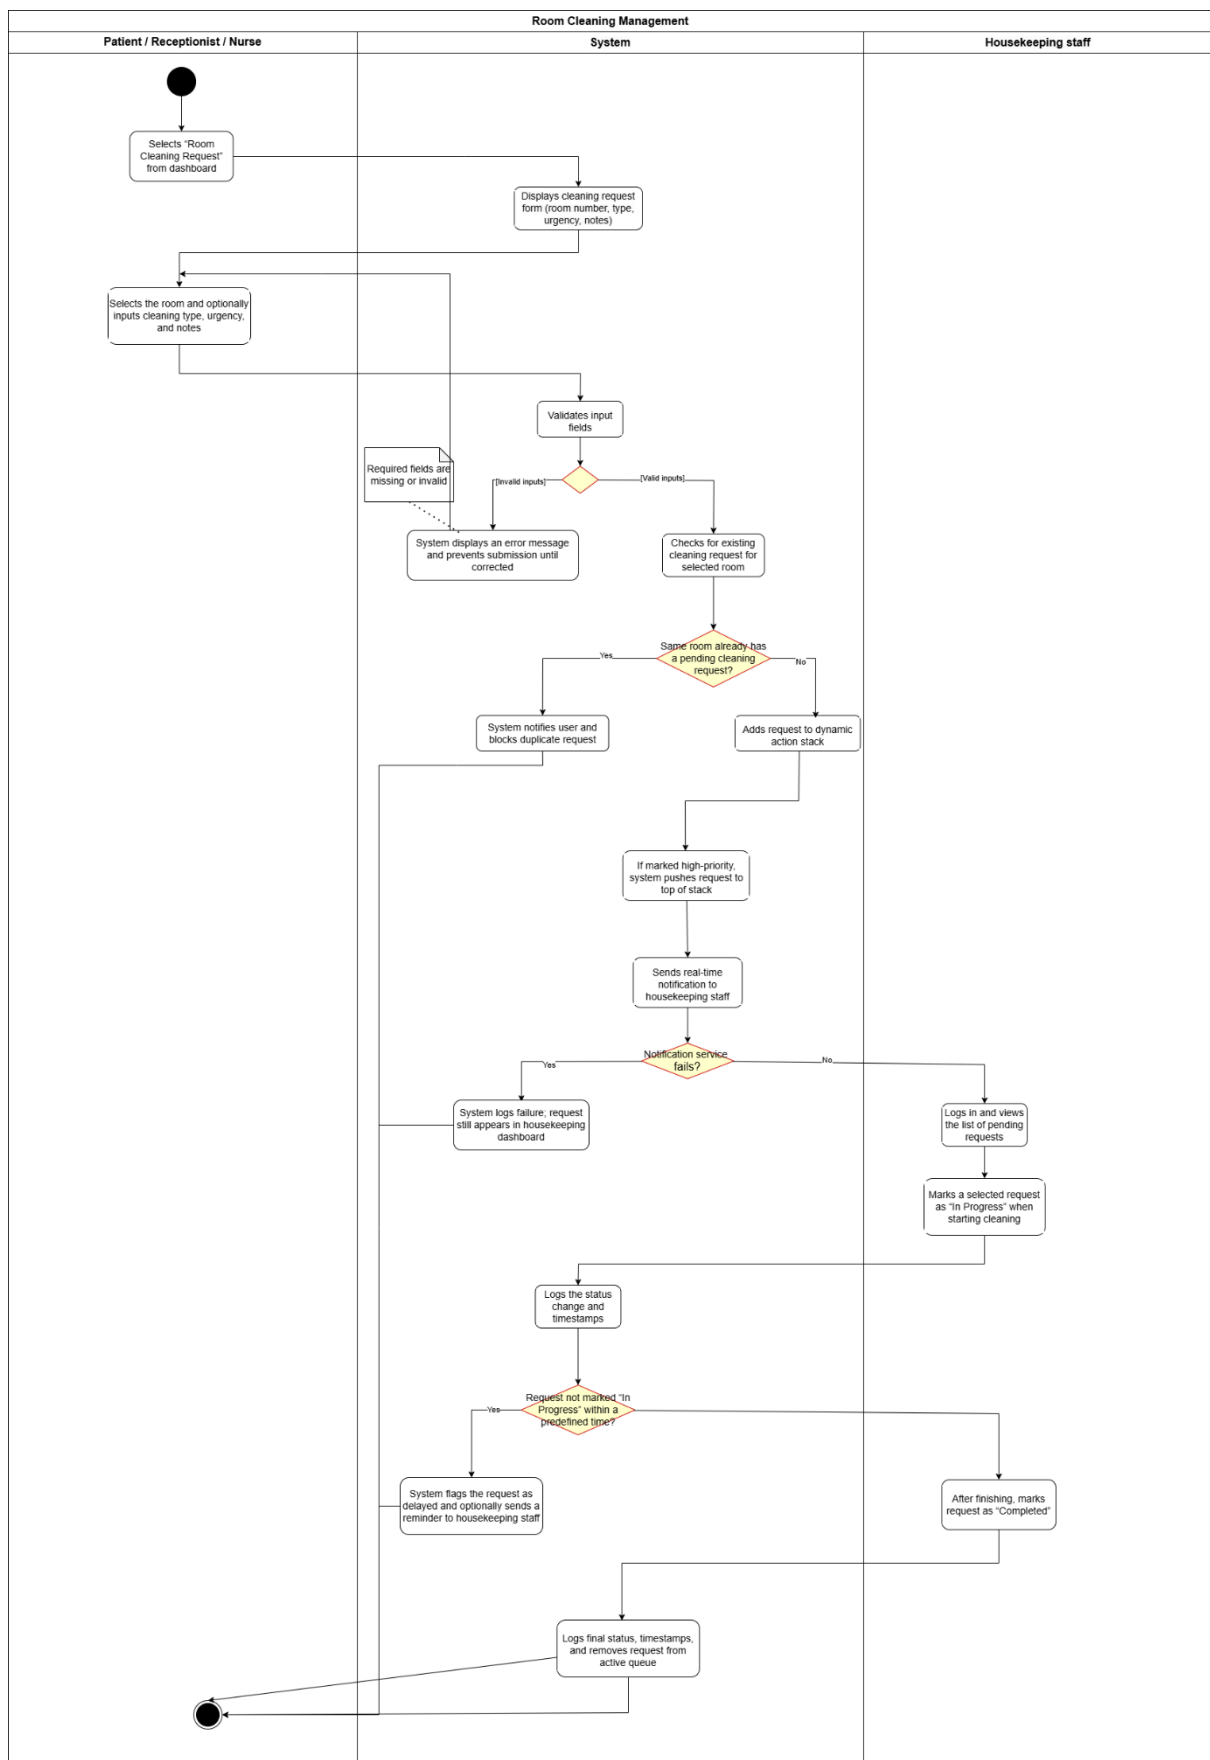 Room Cleaning Management
Patient / Receptionist / Nurse
System
Housekeeping staff
Selects “Room
Cleaning Request”
from dashboard
Displays cleaning request
form (room number, type,
urgency, notes)
Selects the room and optionally
inputs cleaning type, urgency,
and notes
Validates input
fields
Required fields are
missing or invalid
[Invalid inputs]
[Valid inputs]
System displays an error message
and prevents submission until
corrected
Checks for existing
cleaning request for
selected room
Same room already has
a pending cleaning
request?
Yes
No
System notifies user and
blocks duplicate request
Adds request to dynamic
action stack
If marked high-priority,
system pushes request to
top of stack
Sends real-time
notification to
housekeeping staff
Notification service
fails?
Yes
No
System logs failure; request
still appears in housekeeping
dashboard
Logs in and views
the list of pending
requests
Marks a selected request
as “In Progress” when
starting cleaning
Logs the status
change and
timestamps
Request not marked “In
Progress” within a
predefined time?
Yes
System flags the request as
delayed and optionally sends a
reminder to housekeeping staff
After finishing, marks
request as “Completed”
Logs final status, timestamps,
and removes request from
active queue